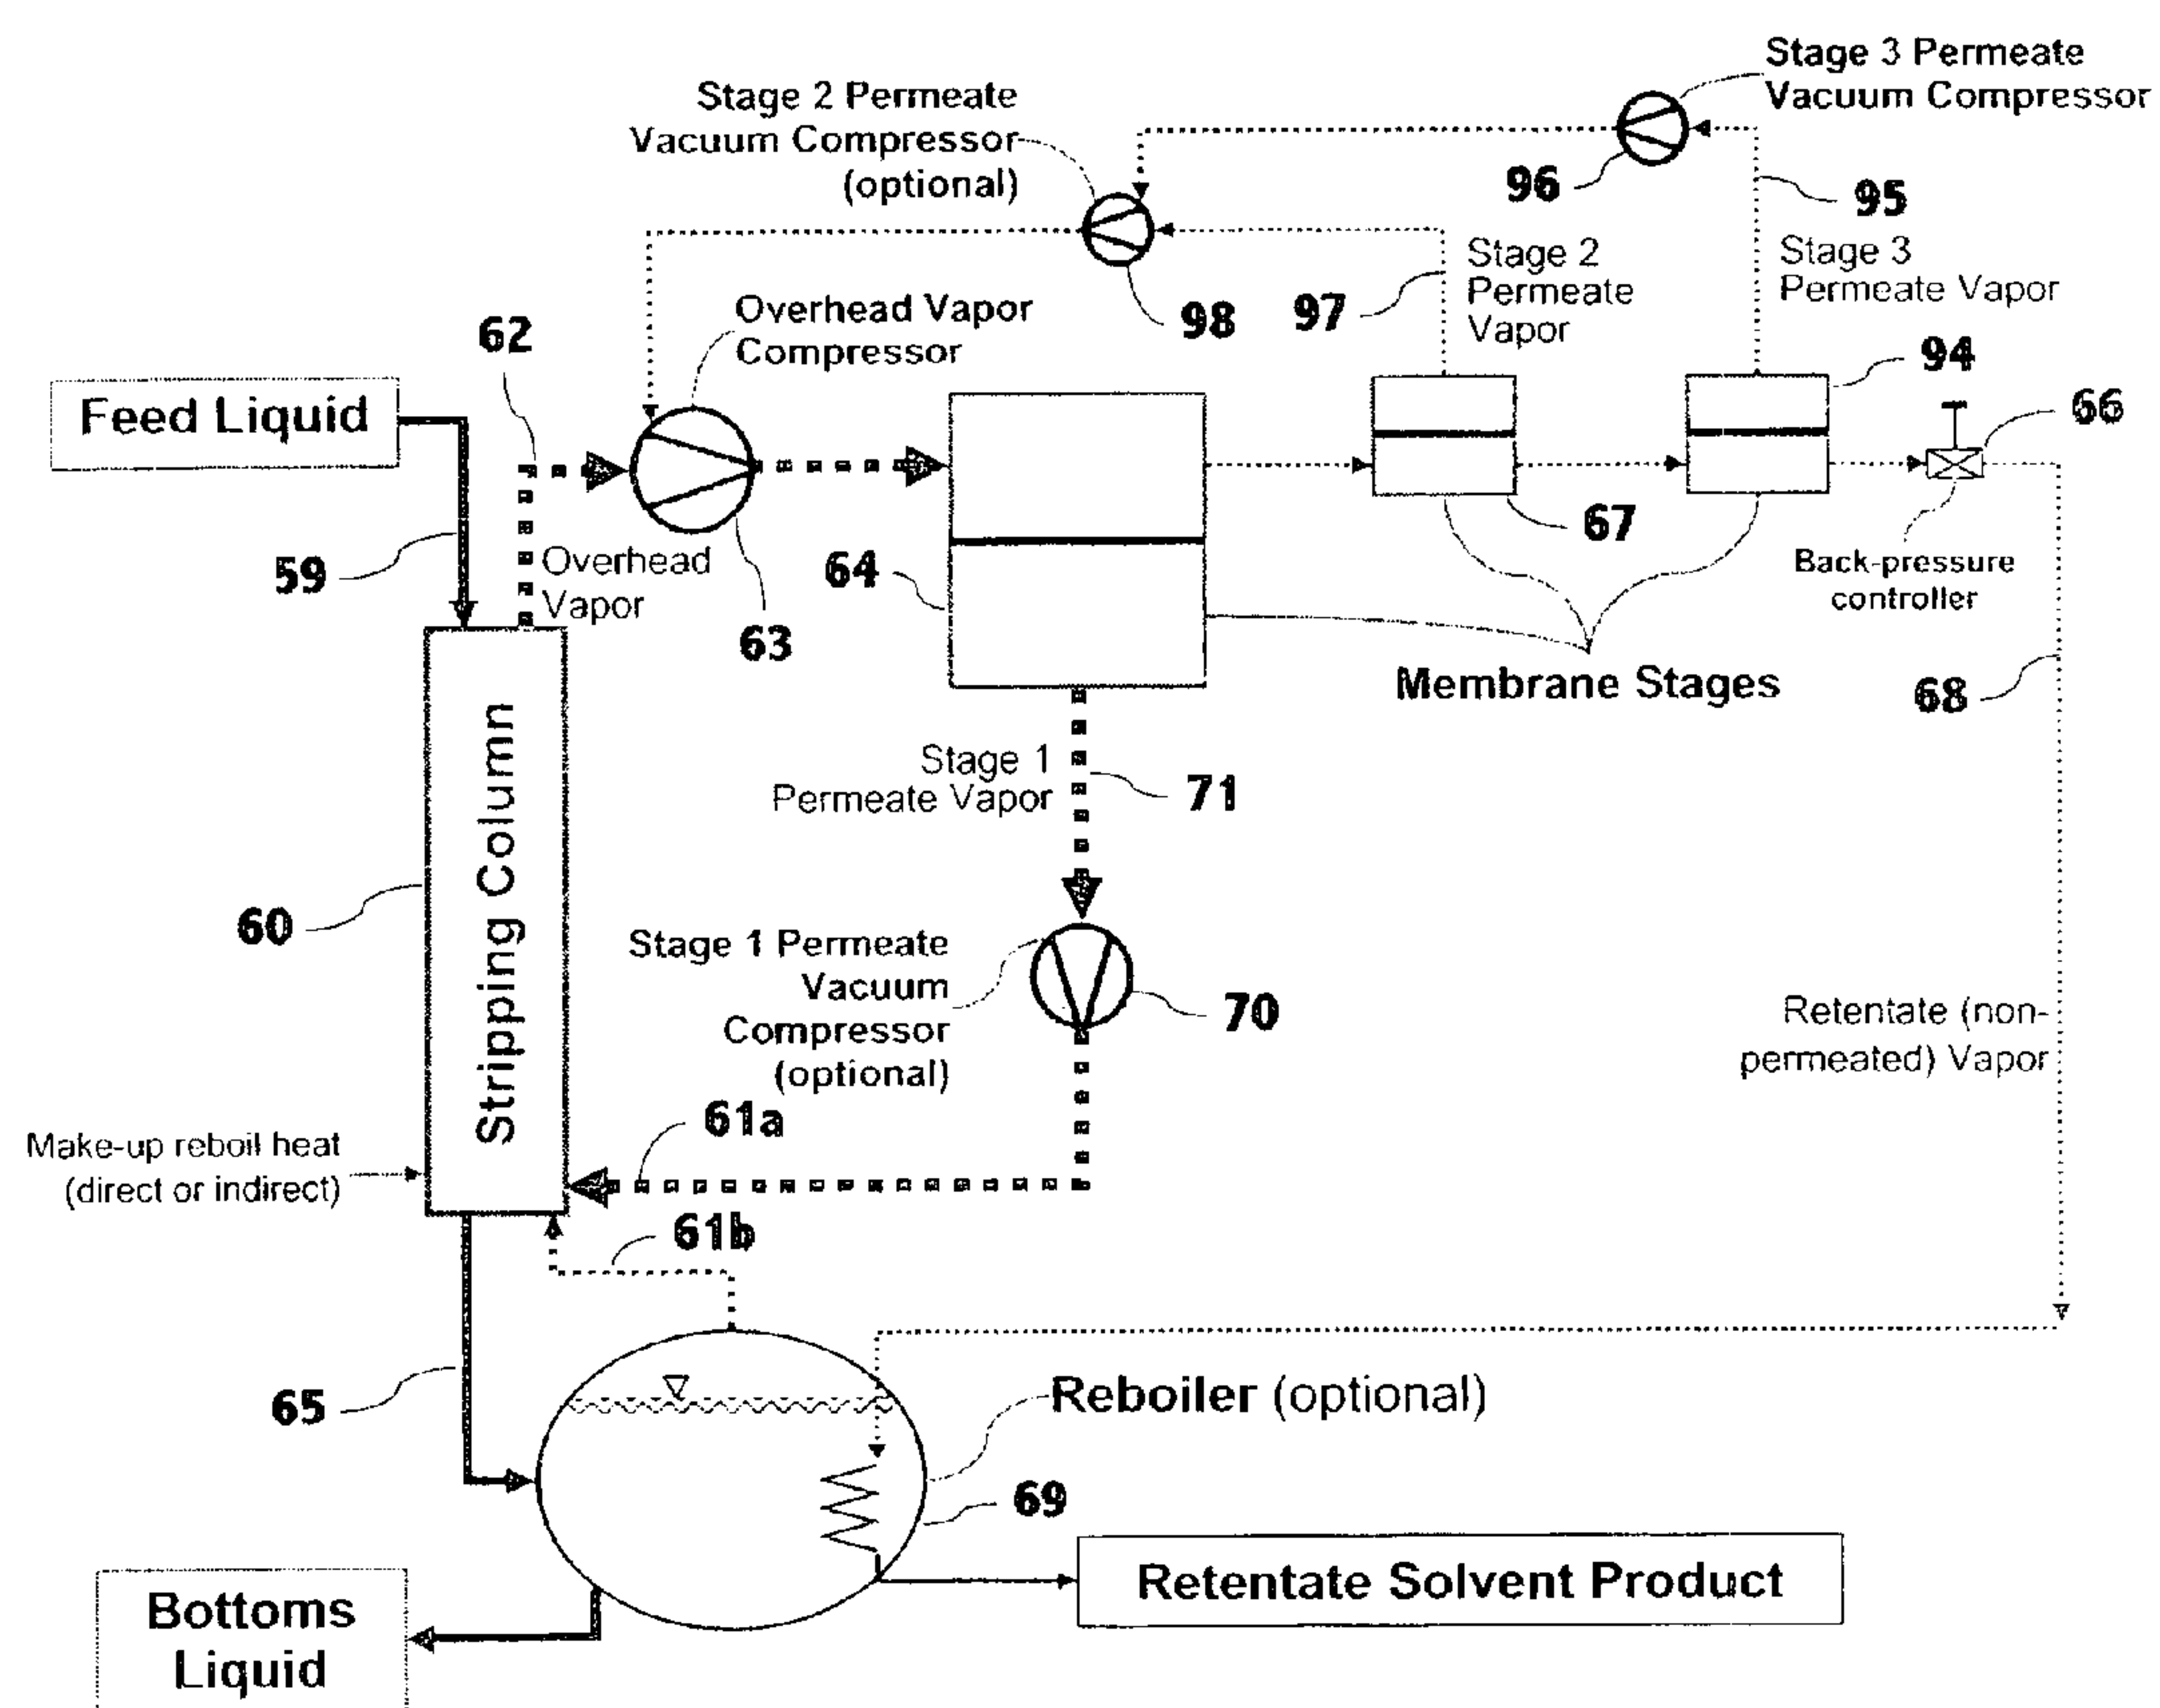 Stage 3 Permeate
Vacuum Compressor
Stage 2 Permeate
Vacuum Compressor
(optional)
96
95
Stage 2
Permeate
Vapor
Stage 3
Permeate Vapor
98
97
62
Overhead Vapor
Compressor
94
66
Feed Liquid
67
59
Overhead
Vapor
64
63
Back-pressure
controller
Membrane Stages
68
Stage 1
Permeate Vapor
71
Stripping Column
60
Stage 1 Permeate
Vacuum
Compressor
(optional)
70
Retentate (non-
permeated) Vapor
61a
Make-up reboil heat
(direct or indirect)
61b
65
Reboiler (optional)
69
Retentate Solvent Product
Bottoms
Liquid